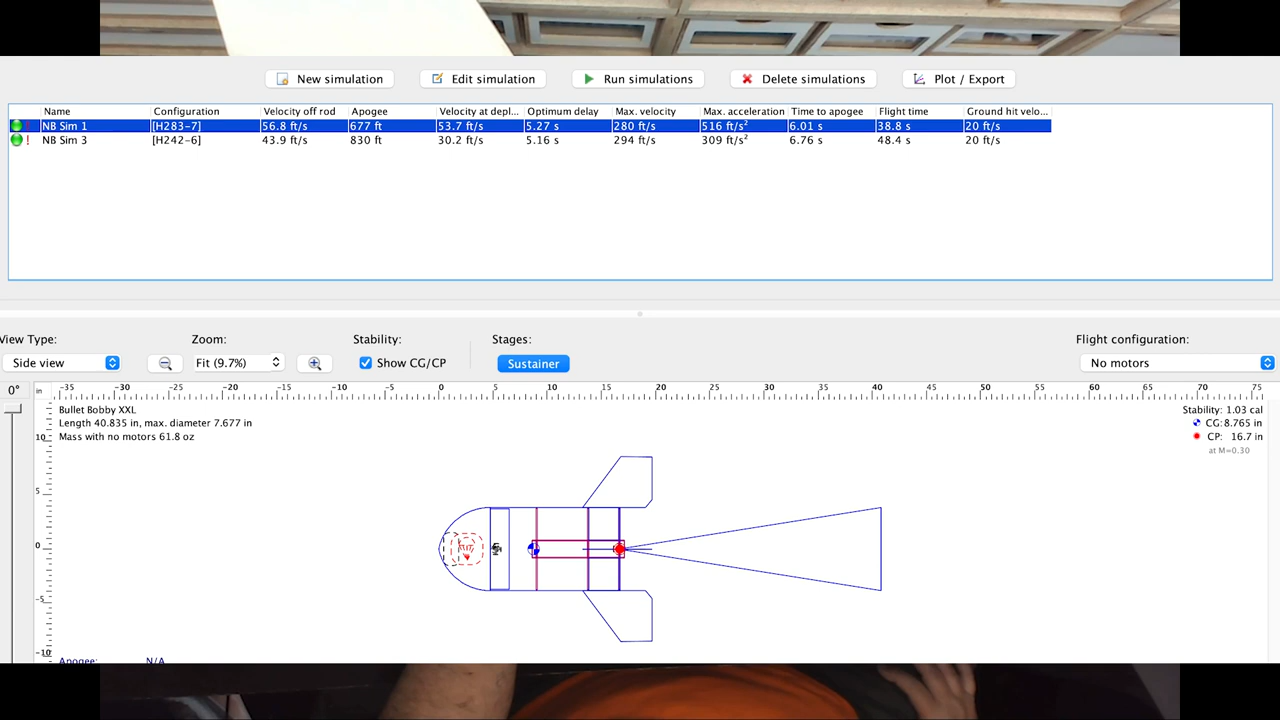 New simulation Edit simulation Run simulations Delete simulations Plot / Export
Name Configuration Velocity off rod Apogee Velocity at depl... Optimum delay Max. velocity Max. acceleration Time to apogee Flight time Ground hit velo...
! NB Sim 1 [H283-7] 56.8 ft/s 677 ft 53.7 ft/s 5.27 s 280 ft/s 516 ft/s² 6.01 s 38.8 s 20 ft/s
! NB Sim 3 [H242-6] 43.9 ft/s 830 ft 30.2 ft/s 5.16 s 294 ft/s 309 ft/s² 6.76 s 48.4 s 20 ft/s
View Type: Zoom: Stability: Stages: Flight configuration:
Side view Fit (9.7%) Show CG/CP Sustainer No motors
0° in -35 -30 -25 -20 -15 -10 -5 0 5 10 15 20 25 30 35 40 45 50 55 60 65 70 75
Bullet Bobby XXL Stability: 1.03 cal
Length 40.835 in, max. diameter 7.677 in CG: 8.765 in
Mass with no motors 61.8 oz CP: 16.7 in
at M=0.30
10
5
0
-5
-10
Apogee: N/A